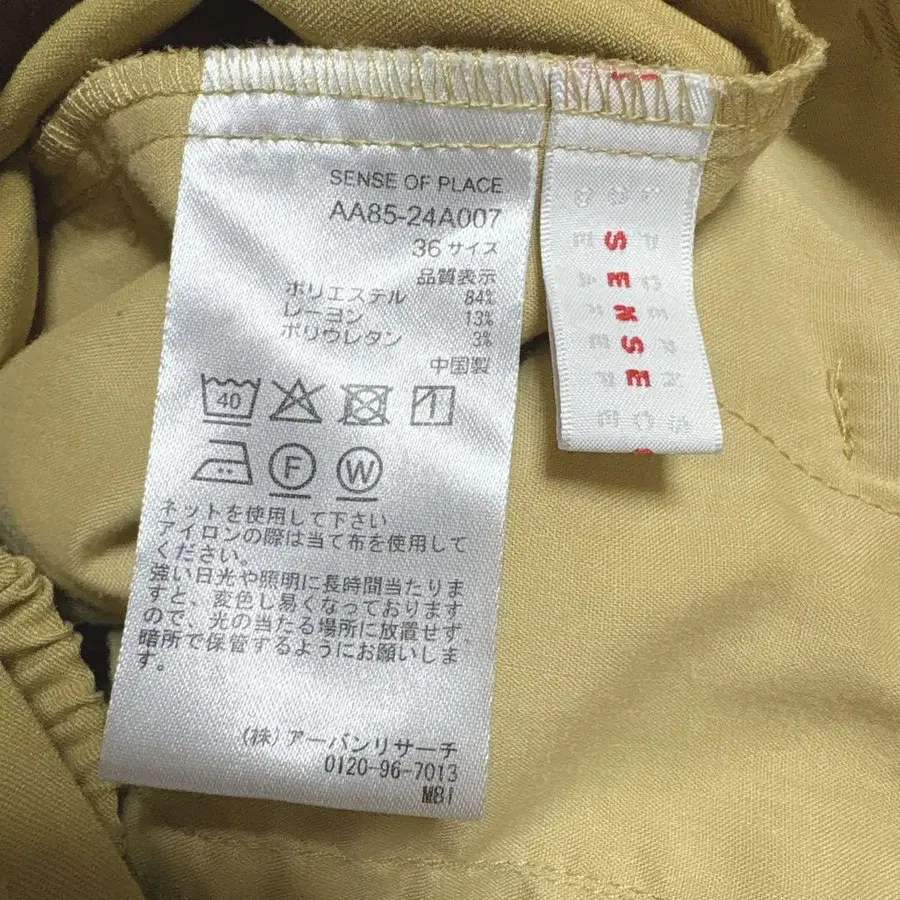 SENSE OF PLACE
AA85-24A007
36 サイズ
品質表示
ポリエステル 84%
レーヨン 13%
ポリウレタン 3%
中国製
40
F W
ネットを使用して下さい
アイロンの際は当て布を使用して
ください。
強い日光や照明に長時間当たりま
すと、変色し易くなっております
ので、光の当たる場所に放置せず、
暗所で保管するようにお願いしま
す。
(株)アーバンリサーチ
0120-96-7013
MB1
SENSE